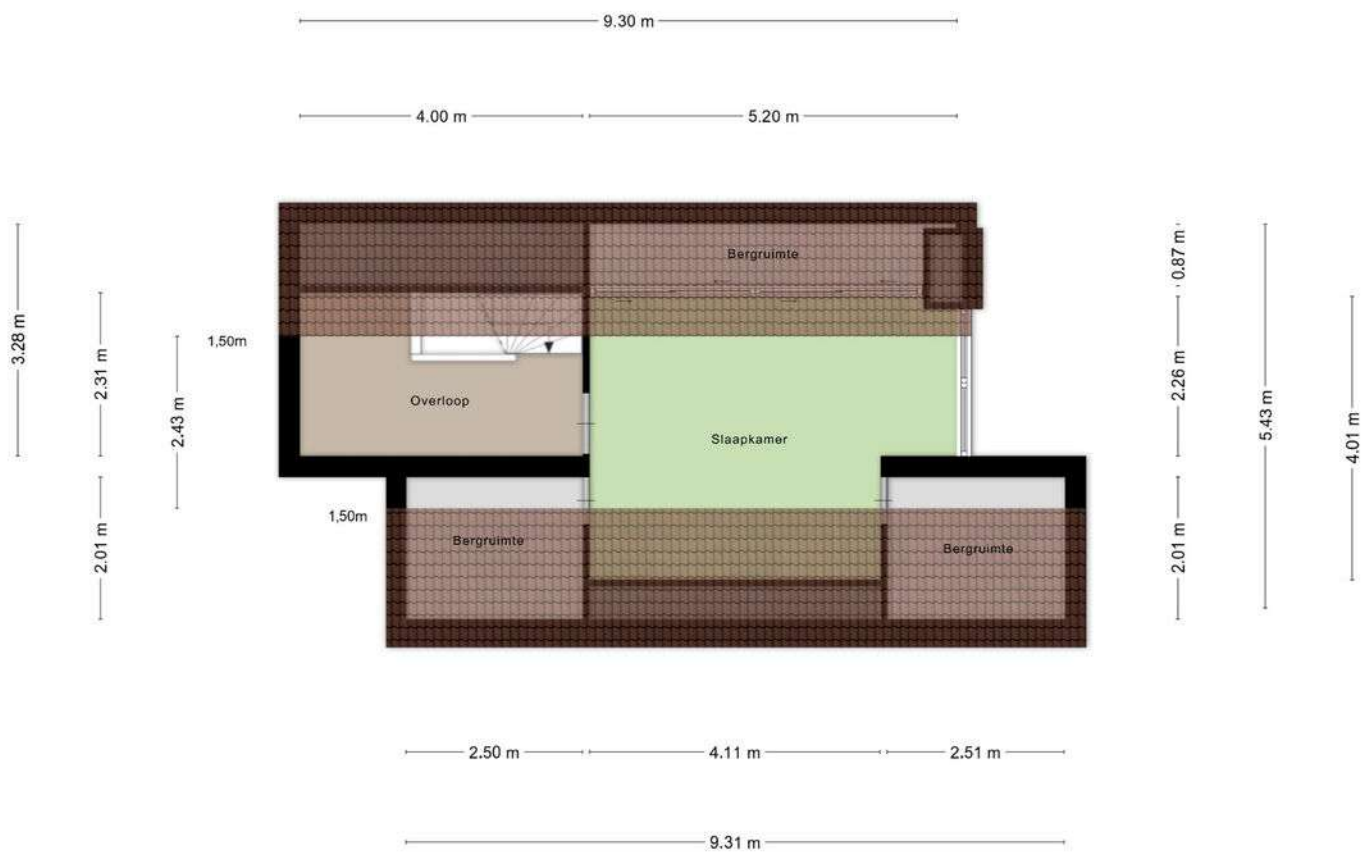 9.30 m
4.00 m
5.20 m
3.28 m
2.31 m
2.43 m
2.01 m
1,50m
1,50m
Bergruimte
Overloop
Slaapkamer
Bergruimte
Bergruimte
0.87 m
2.26 m
2.01 m
5.43 m
4.01 m
2.50 m
4.11 m
2.51 m
9.31 m